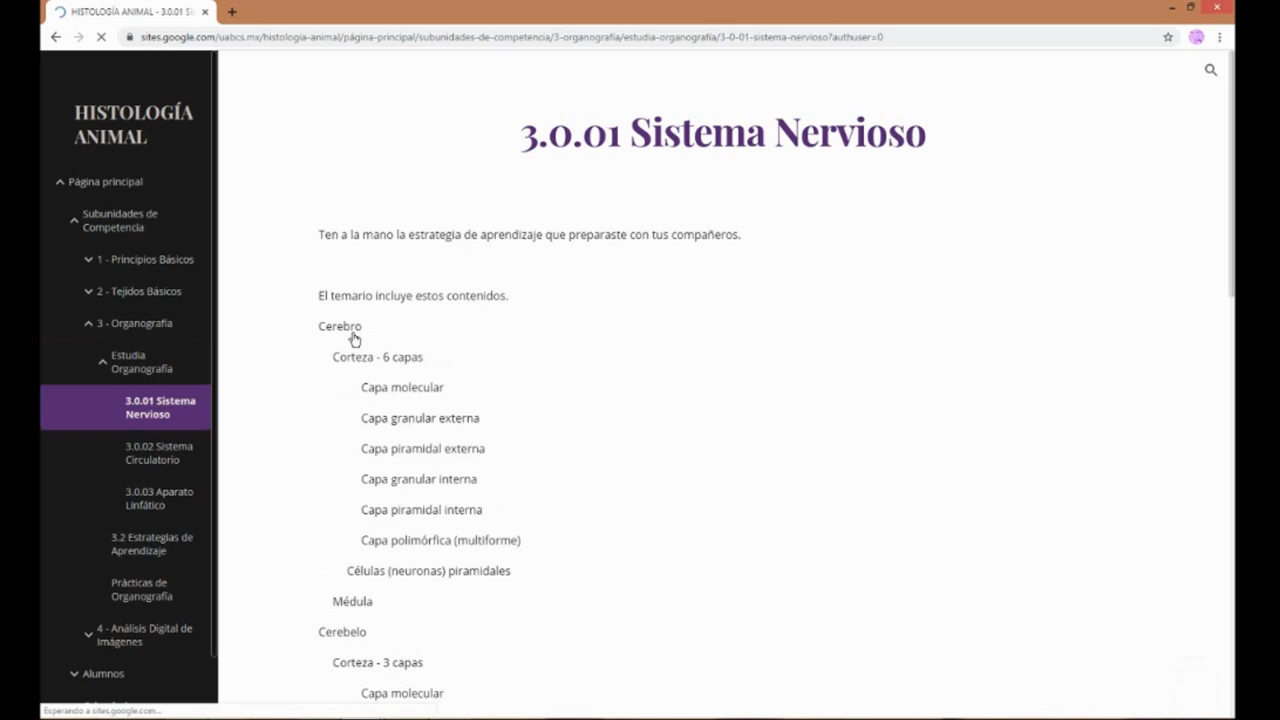 HISTOLOGÍA ANIMAL - 3.0.01 Si
sites.google.com/uabcs.mx/histologia-animal/página-principal/subunidades-de-competencia/3-organografía/estudia-organografía/3-0-01-sistema-nervioso?authuser=0
HISTOLOGÍA
ANIMAL
Página principal
Subunidades de
Competencia
1 - Principios Básicos
2 - Tejidos Básicos
3 - Organografía
Estudia
Organografía
3.0.01 Sistema
Nervioso
3.0.02 Sistema
Circulatorio
3.0.03 Aparato
Linfático
3.2 Estrategias de
Aprendizaje
Prácticas de
Organografía
4 - Análisis Digital de
Imágenes
Alumnos
3.0.01 Sistema Nervioso
Ten a la mano la estrategia de aprendizaje que preparaste con tus compañeros.
El temario incluye estos contenidos.
Cerebro
Corteza - 6 capas
Capa molecular
Capa granular externa
Capa piramidal externa
Capa granular interna
Capa piramidal interna
Capa polimórfica (multiforme)
Células (neuronas) piramidales
Médula
Cerebelo
Corteza - 3 capas
Capa molecular
Esperando a sites.google.com...